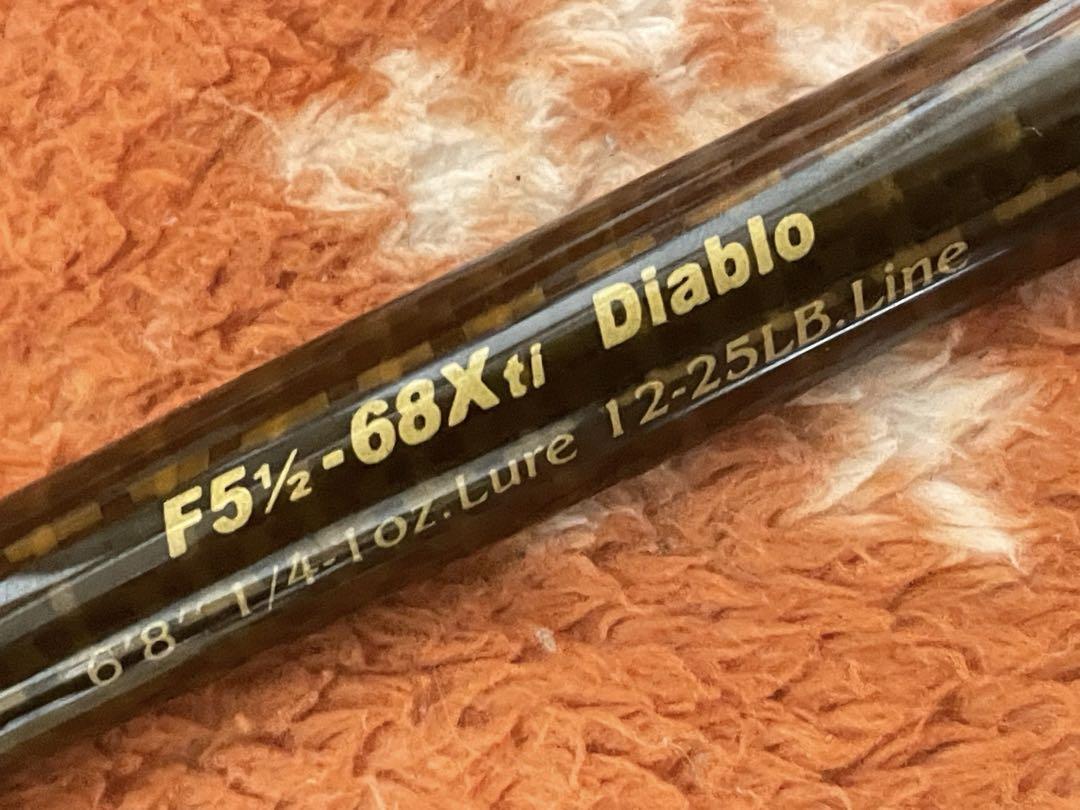 F5½-68Xti Diablo
6'8" 1/4-1oz.Lure 12-25LB.Line